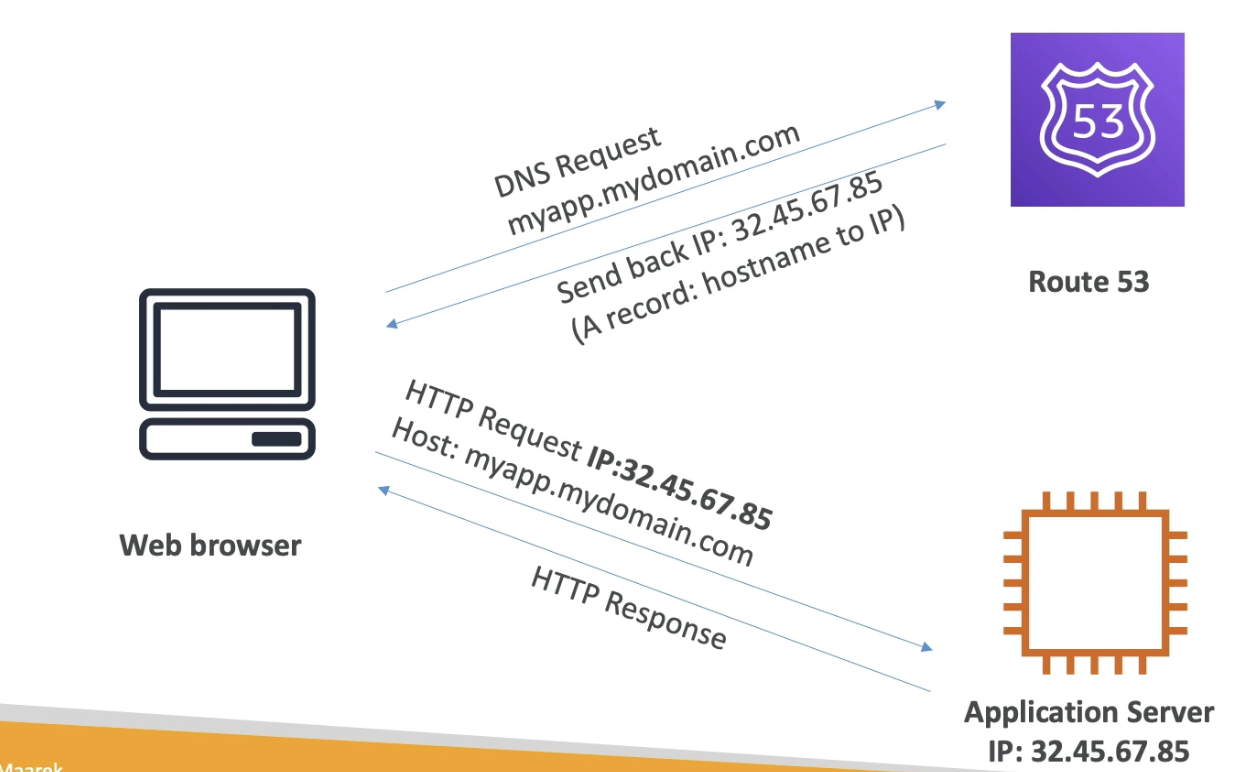 53
DNS Request
myapp.mydomain.com
Send back IP: 32.45.67.85
(A record: hostname to IP)
Route 53
HTTP Request IP:32.45.67.85
Host: myapp.mydomain.com
HTTP Response
Web browser
Application Server
IP: 32.45.67.85
Maarek